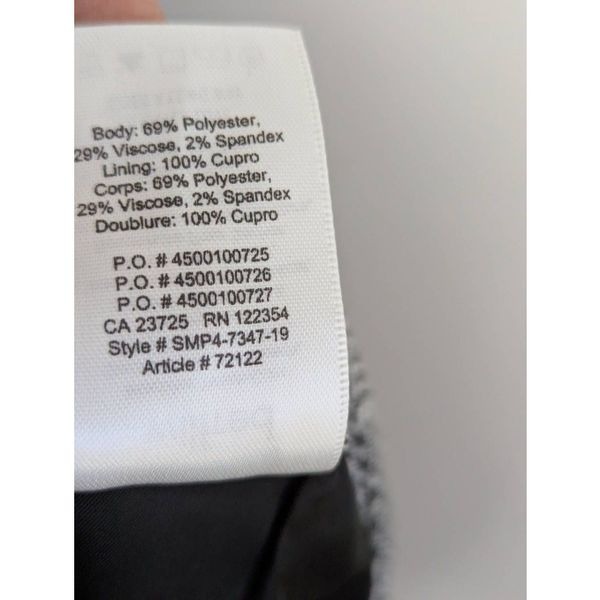 Body: 69% Polyester,
29% Viscose, 2% Spandex
Lining: 100% Cupro
Corps: 69% Polyester,
29% Viscose, 2% Spandex
Doublure: 100% Cupro
P.O. # 4500100725
P.O. # 4500100726
P.O. # 4500100727
CA 23725 RN 122354
Style # SMP4-7347-19
Article # 72122